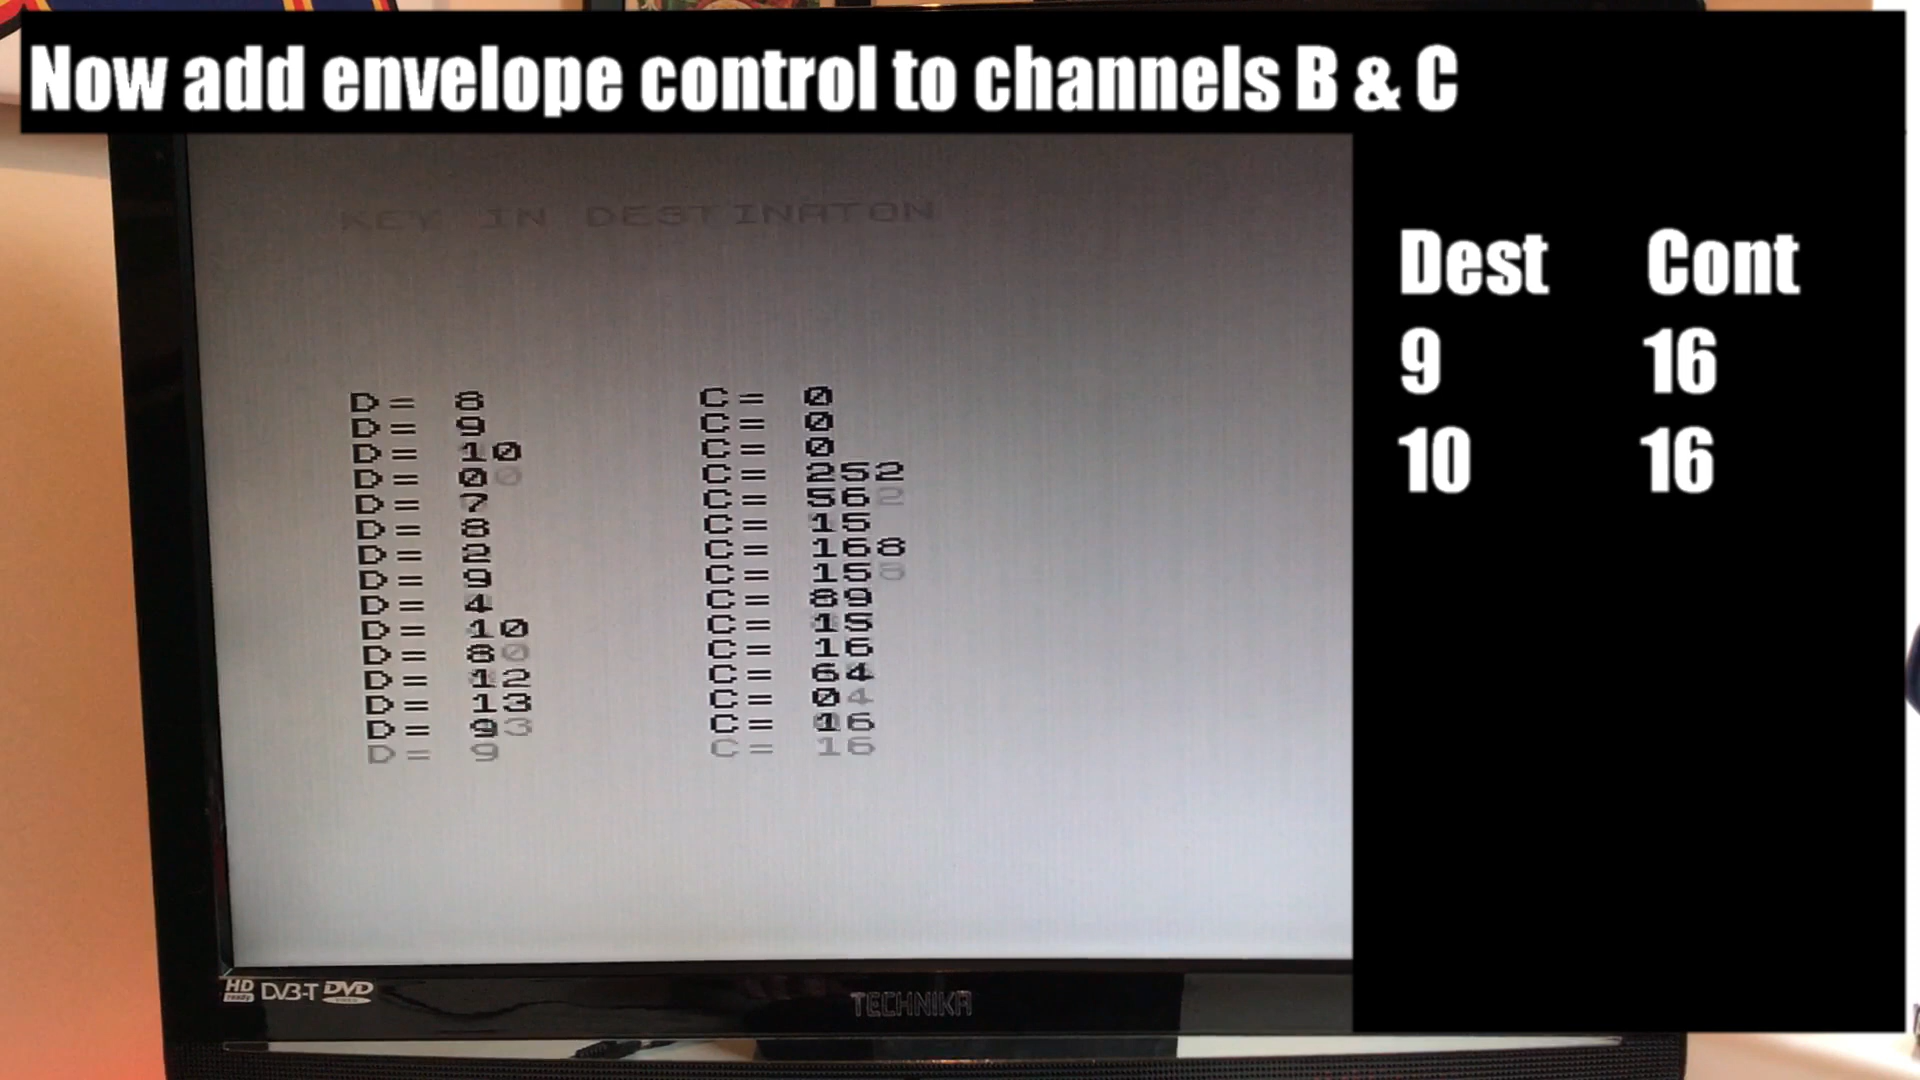 Now add envelope control to channels B & C
KEY IN DESTINATON
Dest Cont
9 16
10 16
D= 8 C= 0
D= 9 C= 0
D= 10 C= 0
D= 0 C= 252
D= 7 C= 56
D= 8 C= 15
D= 2 C= 168
D= 9 C= 15
D= 4 C= 89
D= 10 C= 15
D= 8 C= 16
D= 12 C= 64
D= 13 C= 0
D= 9 C= 16
D= 9 C= 16
HD ready DVB-T DVD
TECHNIKA